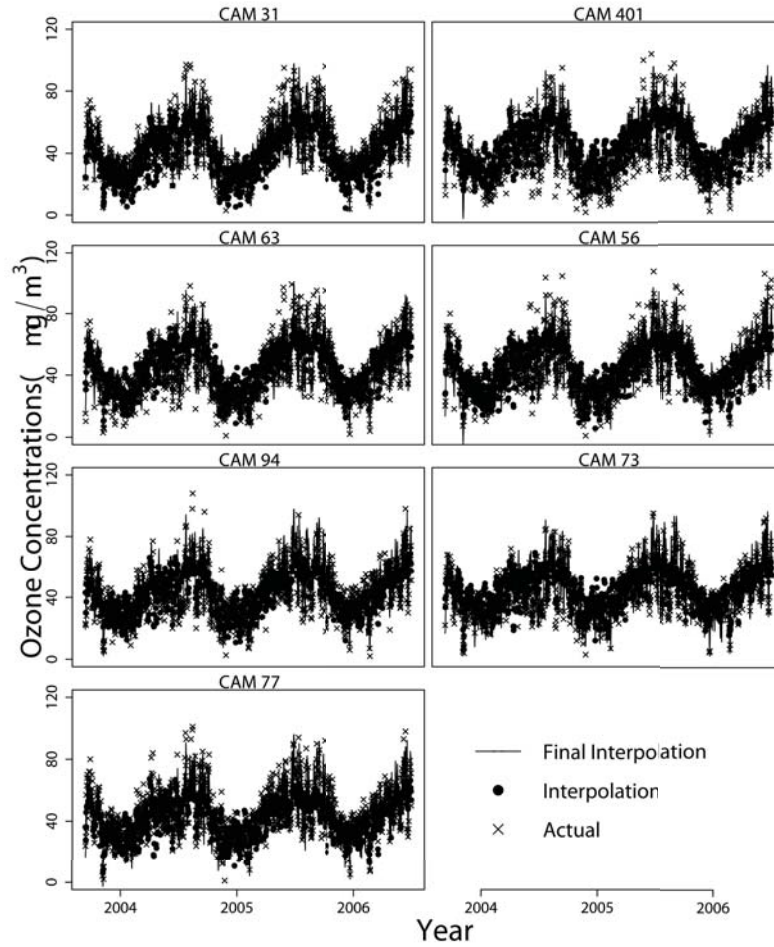 CAM 31
CAM 401
120
80
40
0
CAM 63
CAM 56
120
80
40
0
CAM 94
CAM 73
120
80
40
0
CAM 77
120
80
40
0
Ozone Concentrations( mg/m³)
Final Interpolation
Interpolation
Actual
2004 2005 2006
2004 2005 2006
Year